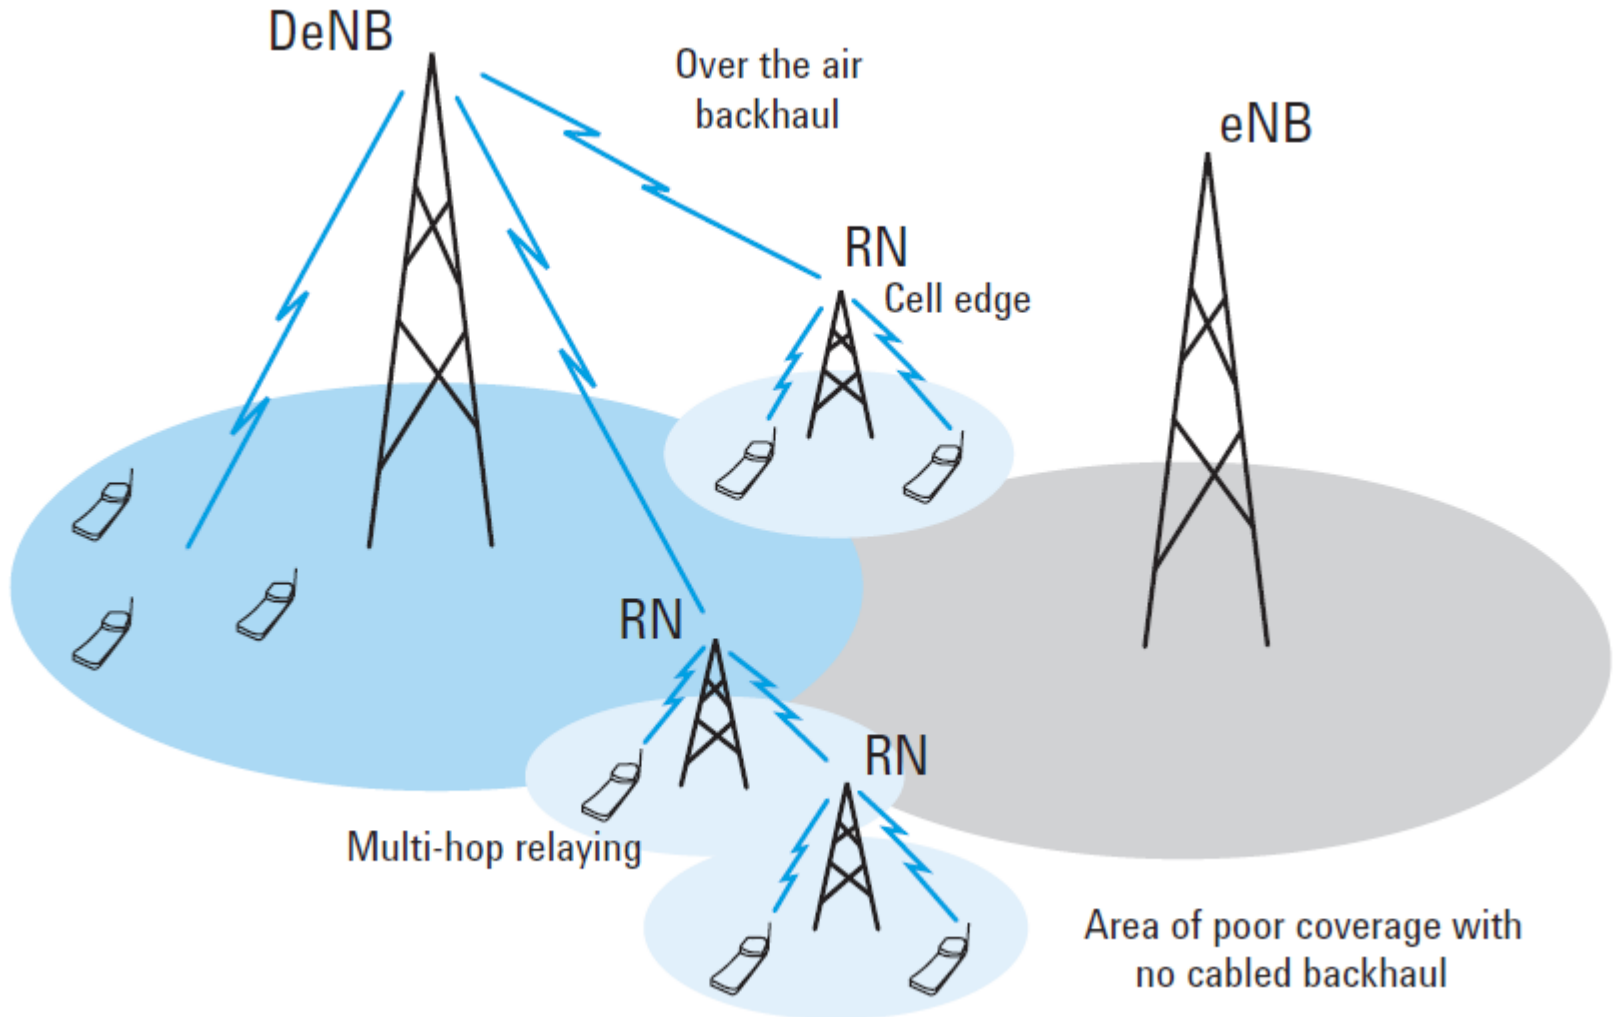 DeNB
Over the air
backhaul
eNB
RN
Cell edge
RN
RN
Multi-hop relaying
Area of poor coverage with
no cabled backhaul